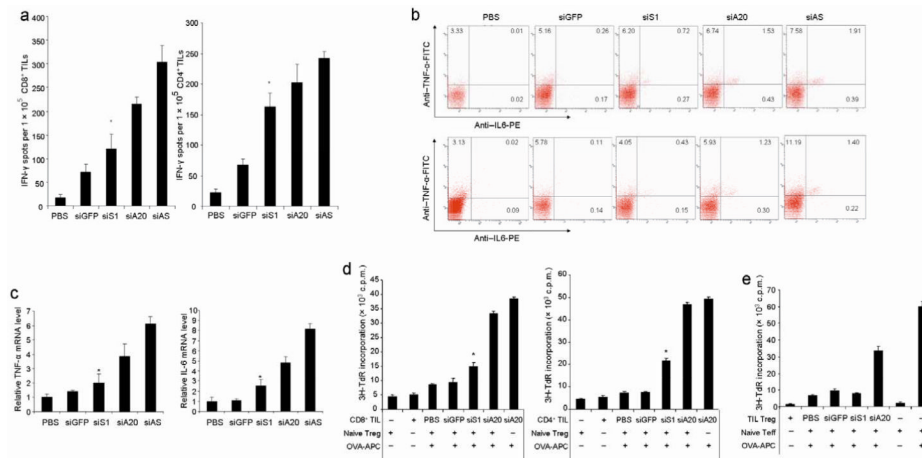 a
IFN-γ spots per 1 × 10⁵ CD8⁺ TILs
400
350
300
250
200
150
100
50
0
PBS siGFP siS1 siA20 siAS
*
IFN-γ spots per 1 × 10⁵ CD4⁺ TILs
300
250
200
150
100
50
0
PBS siGFP siS1 siA20 siAS
*
b
PBS siGFP siS1 siA20 siAS
Anti–TNF-α-FITC
3.33 0.01 5.16 0.26 6.20 0.72 6.74 1.53 7.58 1.91
0.02 0.17 0.27 0.43 0.39
Anti–IL6-PE
Anti–TNF-α-FITC
3.13 0.02 5.78 0.11 4.05 0.43 5.93 1.23 11.19 1.40
0.09 0.14 0.15 0.30 0.22
Anti–IL6-PE
c
Relative TNF-α mRNA level
7
6
5
4
3
2
1
0
PBS siGFP siS1 siA20 siAS
*
Relative IL-6 mRNA level
10
9
8
7
6
5
4
3
2
1
0
PBS siGFP siS1 siA20 siAS
*
d
3H-TdR incorporation (× 10³ c.p.m.)
45
40
35
30
25
20
15
10
5
0
*
CD8⁺ TIL – – PBS siGFP siS1 siA20 siA20
Naive Treg + – + + + + –
OVA-APC – + + + + + +
3H-TdR incorporation (× 10³ c.p.m.)
60
50
40
30
20
10
0
*
CD4⁺ TIL – – PBS siGFP siS1 siA20 siA20
Naive Treg + – + + + + –
OVA-APC – + + + + + +
e
3H-TdR incorporation (× 10³ c.p.m.)
70
60
50
40
30
20
10
0
TIL Treg + PBS siGFP siS1 siA20 – –
Naive Teff – + + + + +
OVA-APC – + + + + –